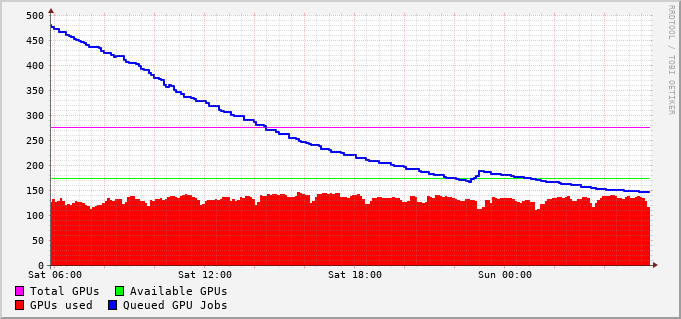 500
450
400
350
300
250
200
150
100
50
0
Sat 06:00 Sat 12:00 Sat 18:00 Sun 00:00
Total GPUs Available GPUs
GPUs used Queued GPU Jobs
RRDTOOL / TOBI OETIKER